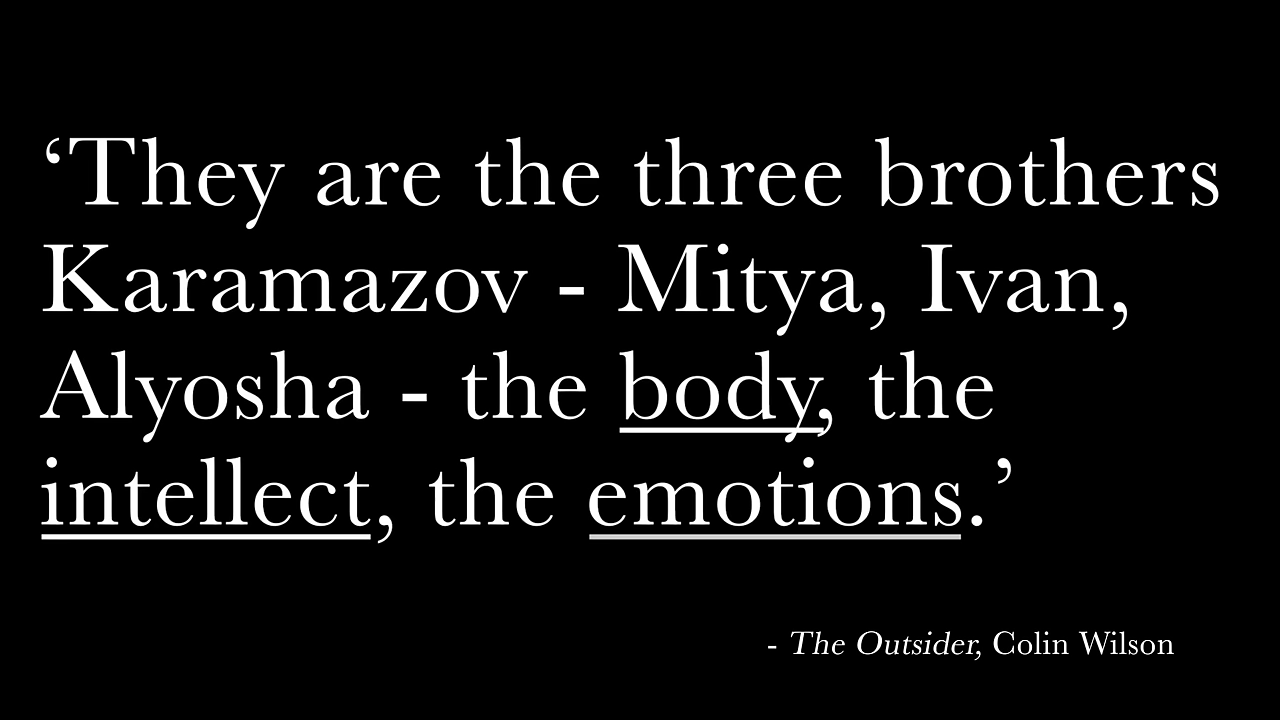 ‘They are the three brothers
Karamazov - Mitya, Ivan,
Alyosha - the body, the
intellect, the emotions.’
- The Outsider, Colin Wilson